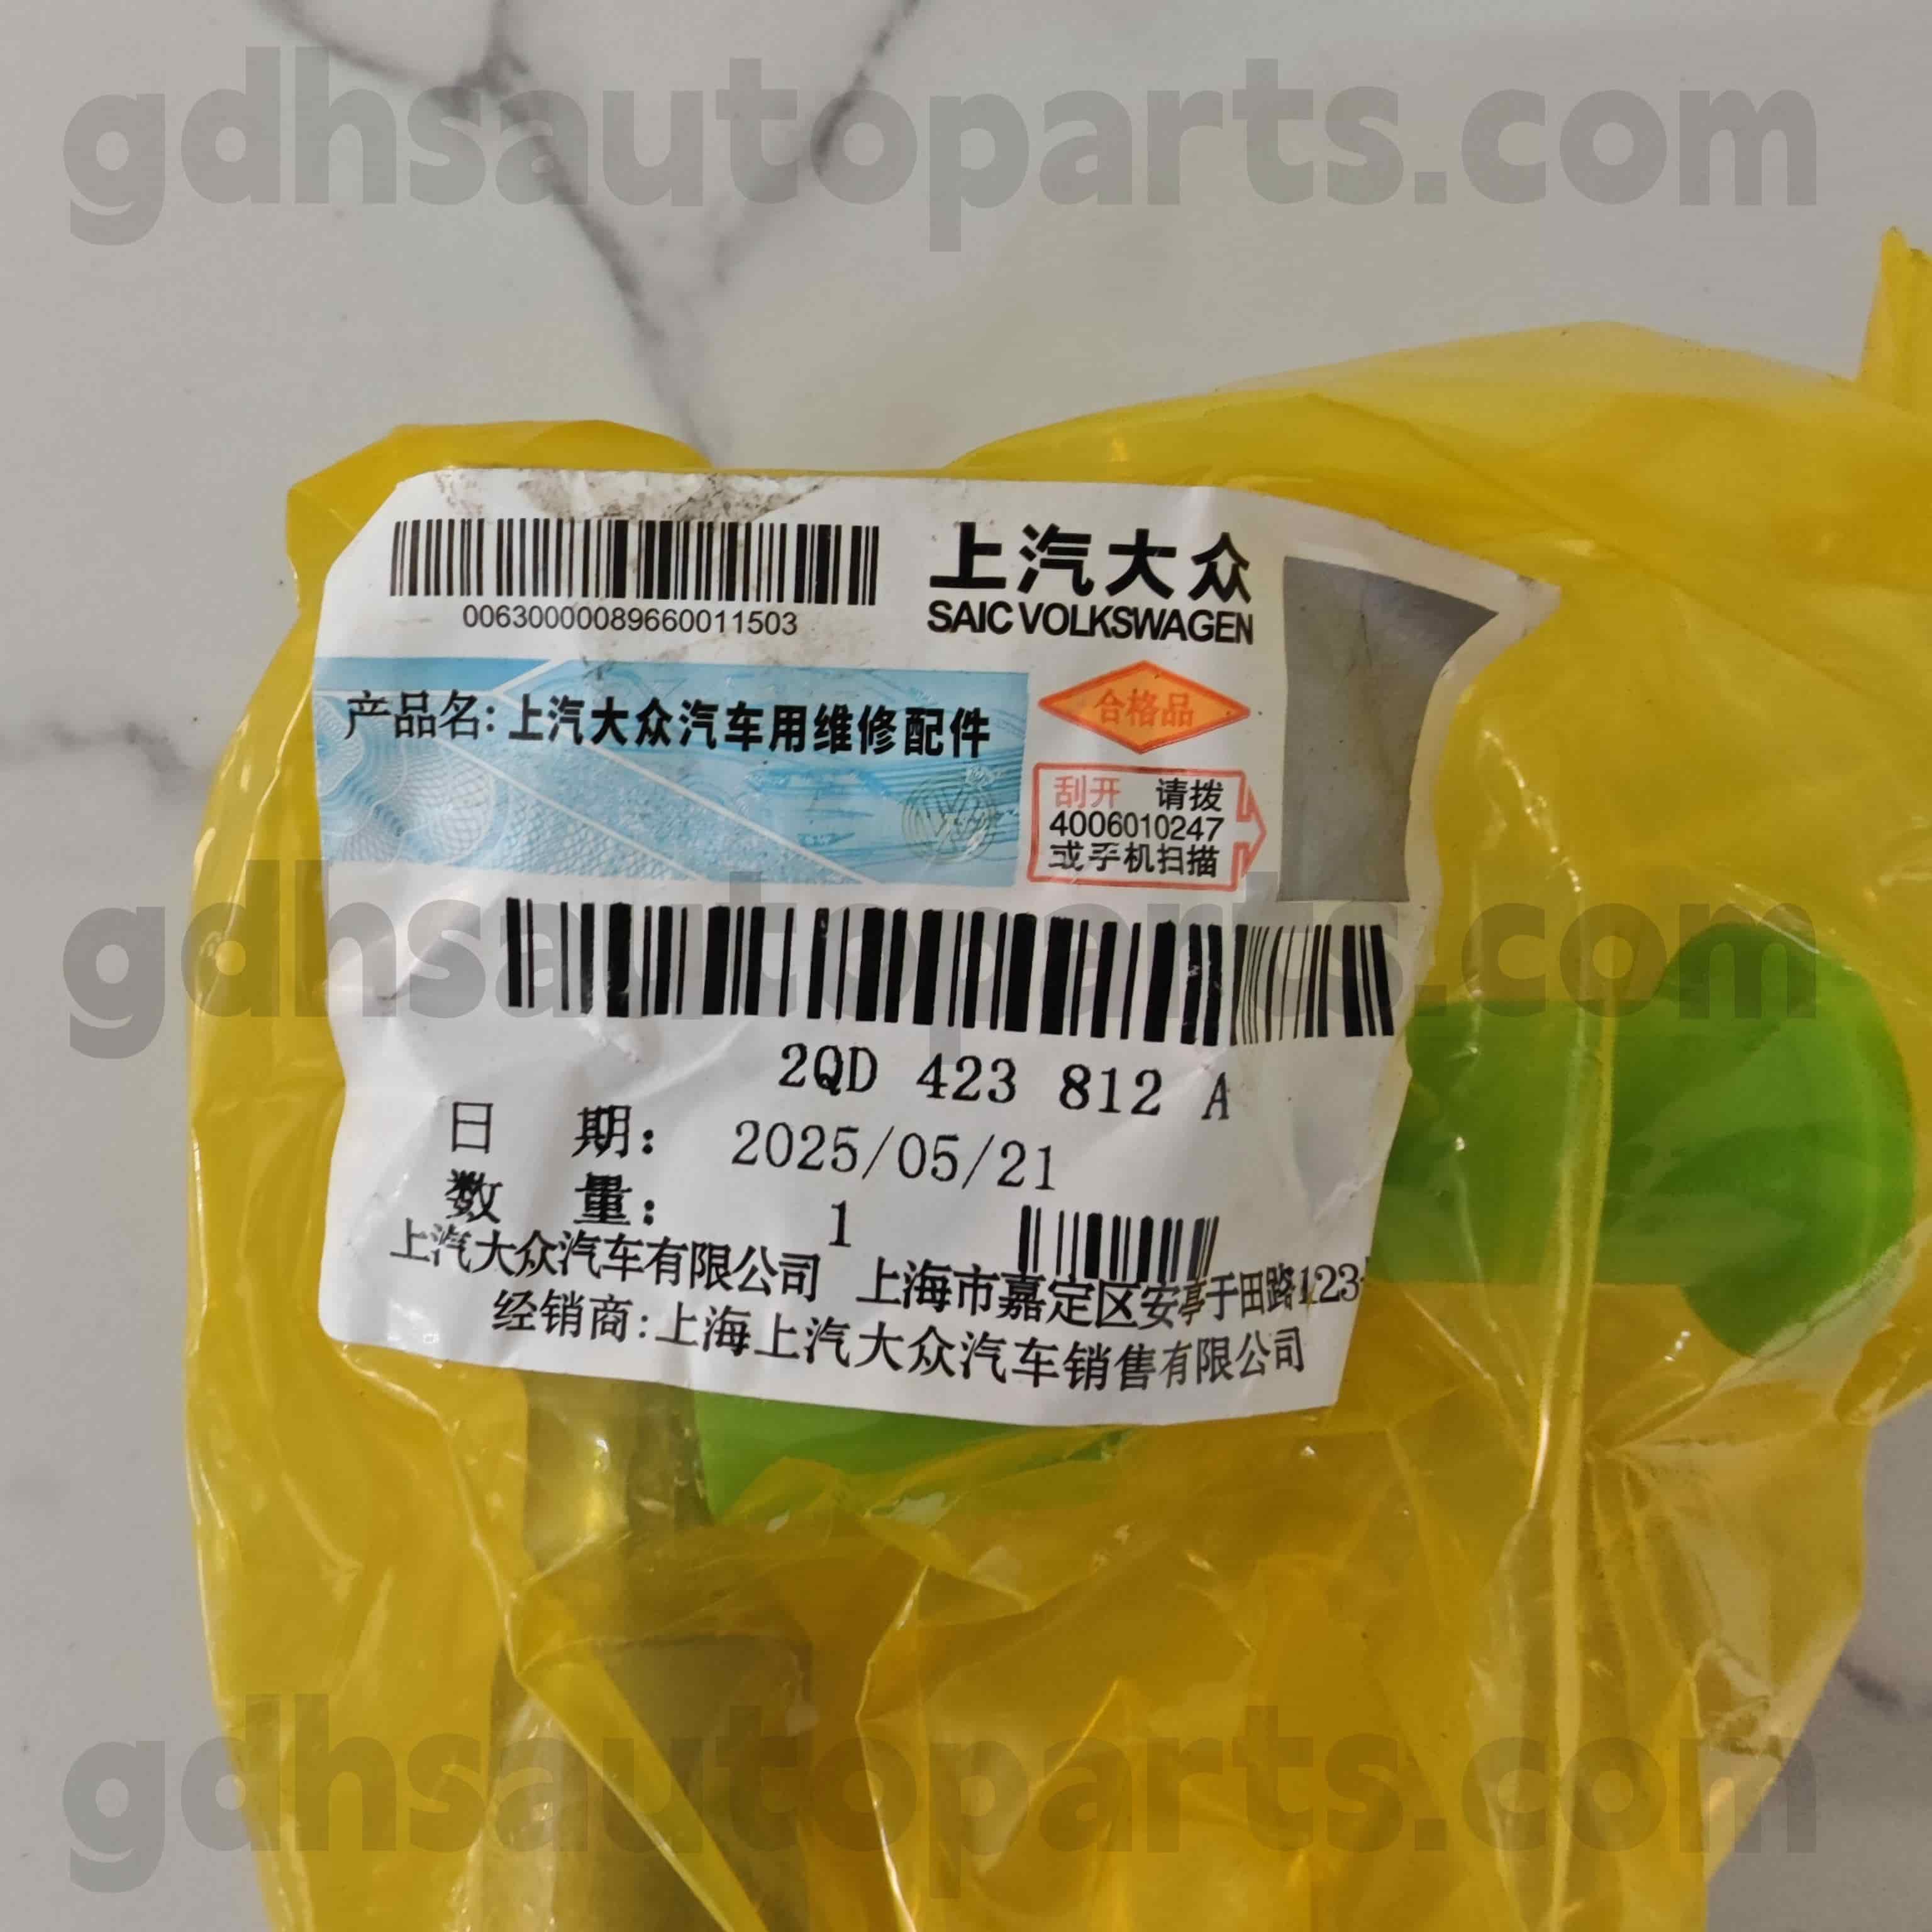 gdhsautoparts.com
00630000089660011503
上汽大众
SAIC VOLKSWAGEN
产品名: 上汽大众汽车用维修配件
合格品
刮开 请拨
4006010247
或手机扫描
gdhsautoparts.com
2QD 423 812 A
日 期: 2025/05/21
数 量: 1
上汽大众汽车有限公司 上海市嘉定区安亭于田路123
经销商:上海上汽大众汽车销售有限公司
gdhsautoparts.com